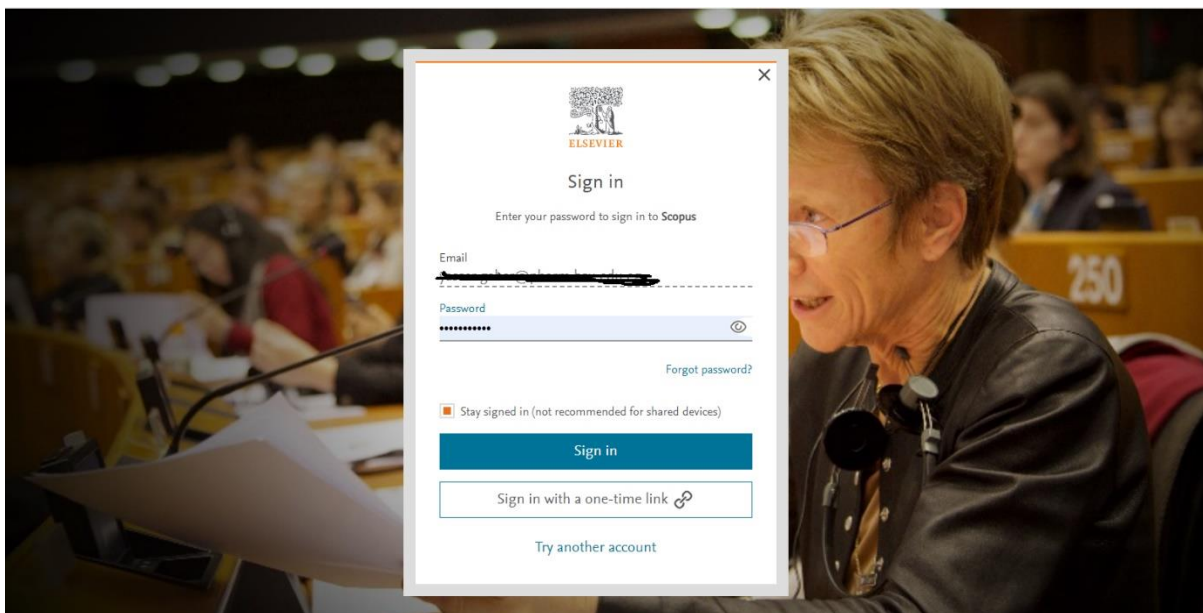 ELSEVIER
Sign in
Enter your password to sign in to Scopus
Email
Password
•••••••••••
Forgot password?
Stay signed in (not recommended for shared devices)
Sign in
Sign in with a one-time link
Try another account
250